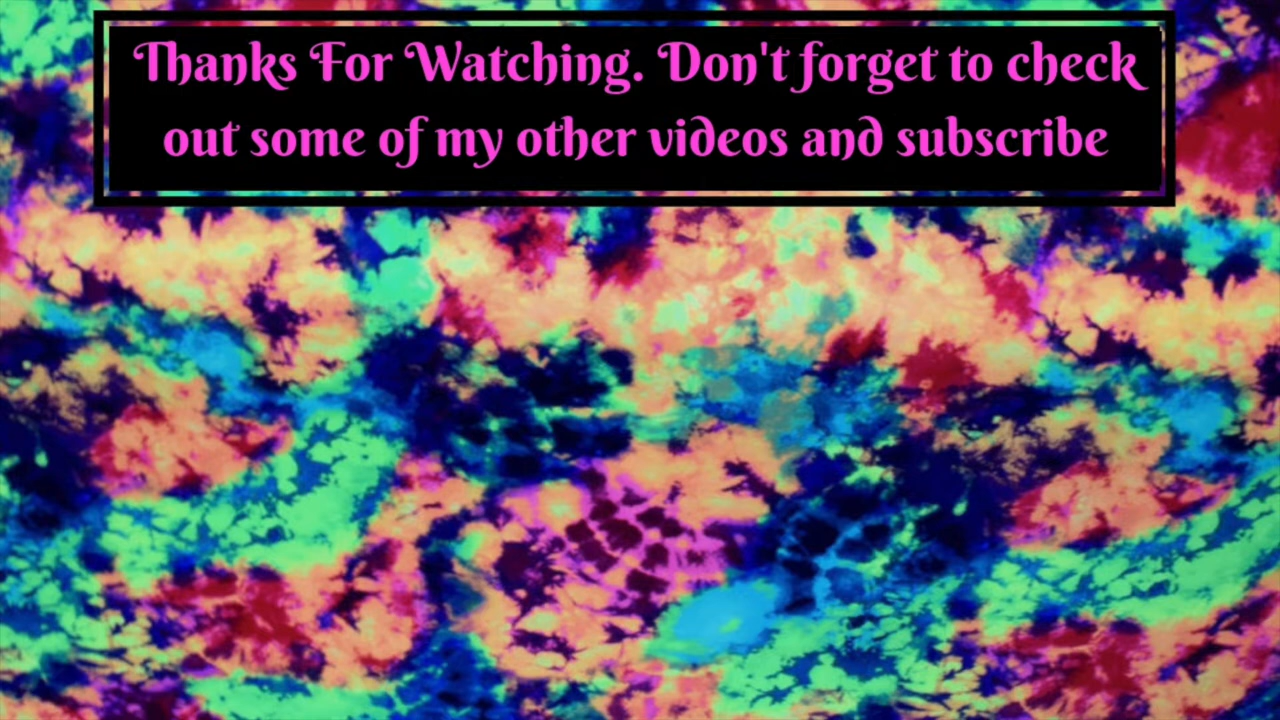 Thanks For Watching. Don't forget to check
out some of my other videos and subscribe